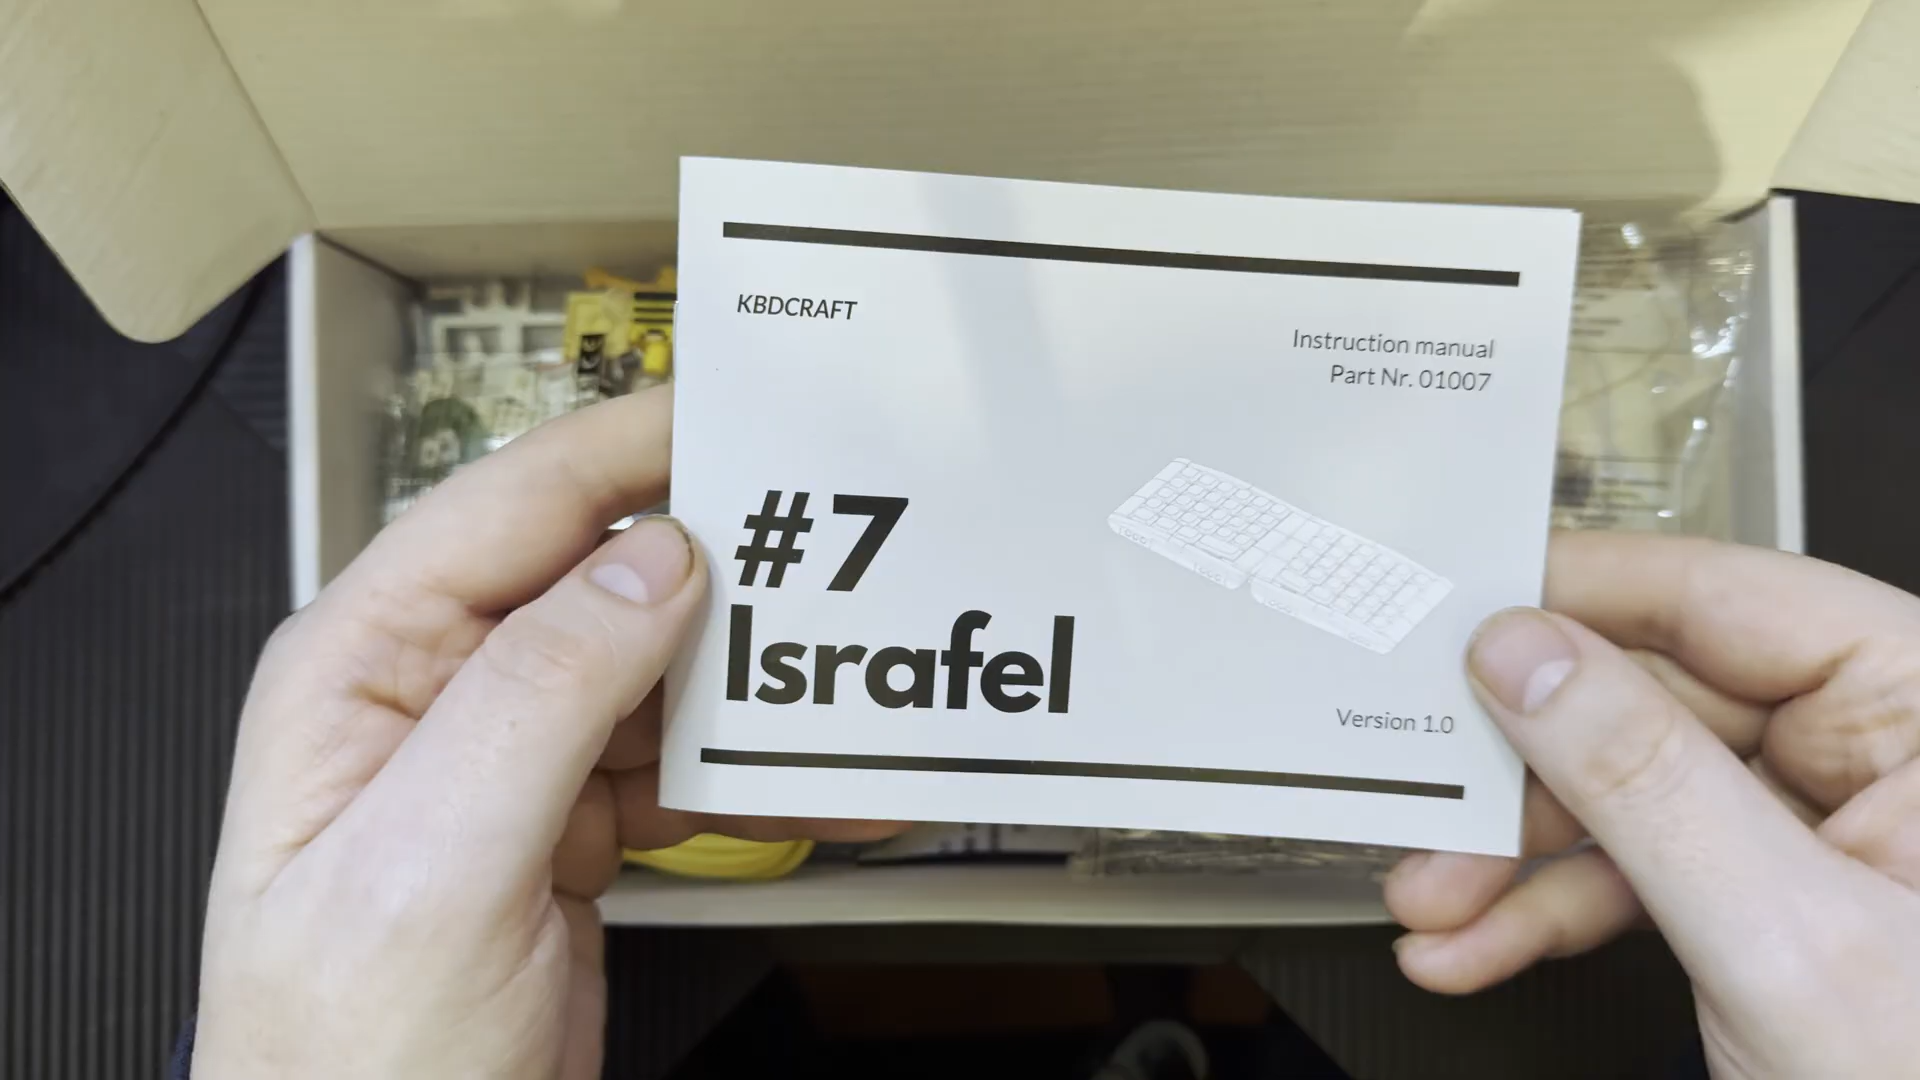 KBDCRAFT
Instruction manual
Part Nr. 01007
#7
Israfel
Version 1.0